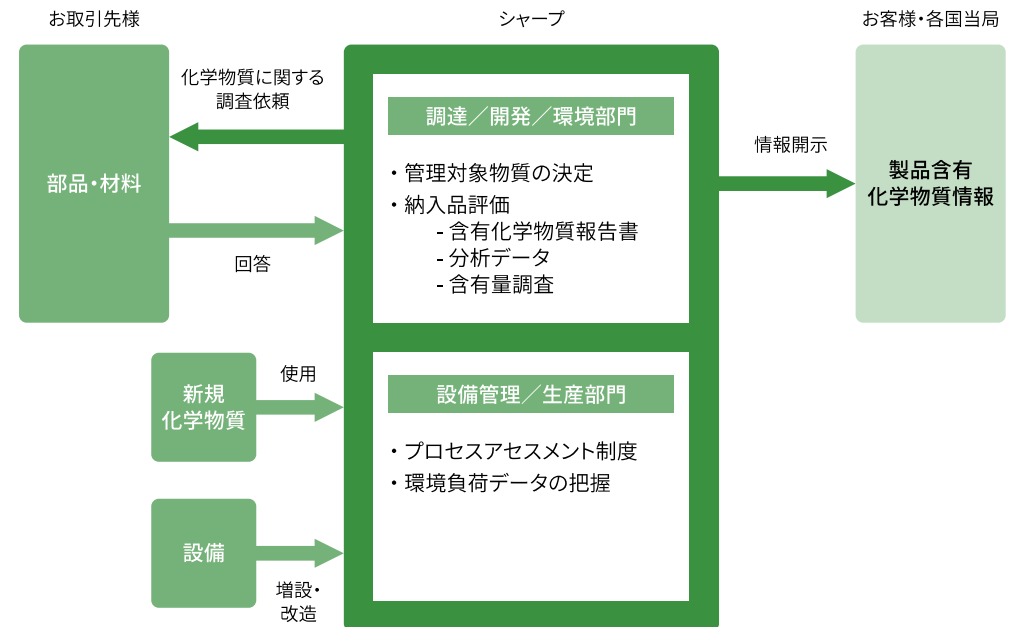 お取引先様
シャープ
お客様・各国当局
化学物質に関する
調査依頼
部品・材料
回答
調達／開発／環境部門
・管理対象物質の決定
・納入品評価
- 含有化学物質報告書
- 分析データ
- 含有量調査
情報開示
製品含有
化学物質情報
新規
化学物質
使用
設備管理／生産部門
・プロセスアセスメント制度
・環境負荷データの把握
設備
増設・
改造